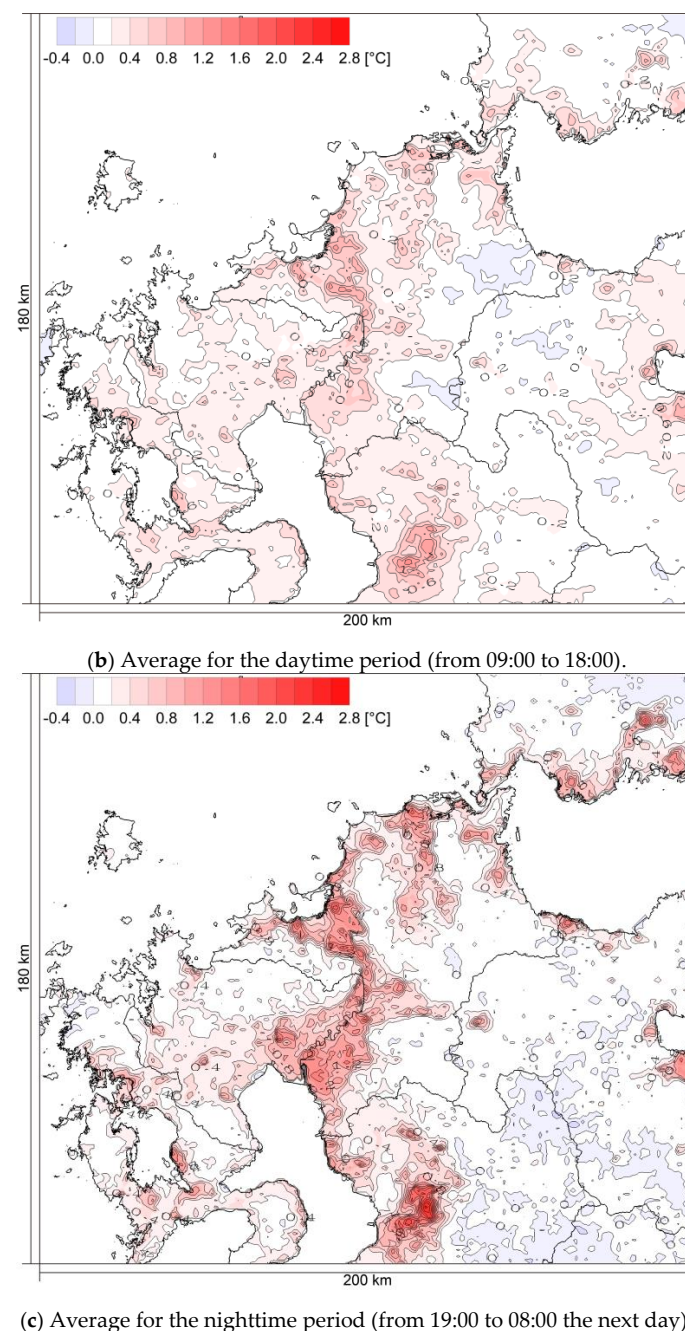 -0.4 0.0 0.4 0.8 1.2 1.6 2.0 2.4 2.8 [°C]
180 km
200 km
(b) Average for the daytime period (from 09:00 to 18:00).
-0.4 0.0 0.4 0.8 1.2 1.6 2.0 2.4 2.8 [°C]
180 km
200 km
(c) Average for the nighttime period (from 19:00 to 08:00 the next day)